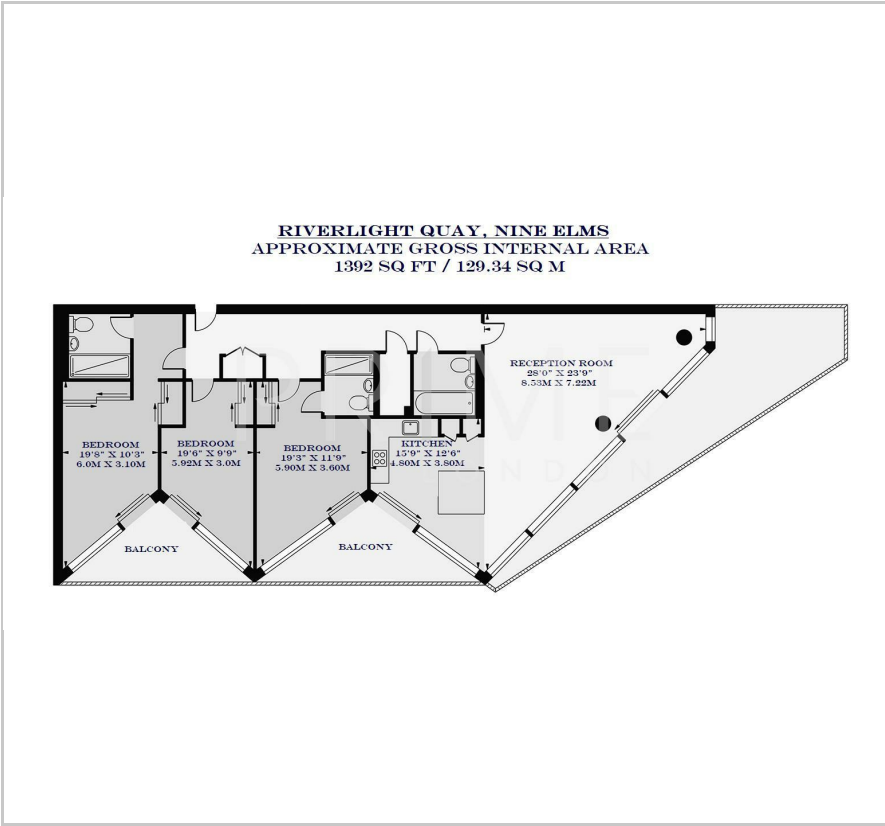 RIVERLIGHT QUAY, NINE ELMS
APPROXIMATE GROSS INTERNAL AREA
1392 SQ FT / 129.34 SQ M
PRIME
LONDON
RECEPTION ROOM
28'0" X 23'9"
8.53M X 7.22M
BEDROOM
19'8" X 10'3"
6.0M X 3.10M
BEDROOM
19'6" X 9'9"
5.92M X 3.0M
BEDROOM
19'3" X 11'9"
5.90M X 3.60M
KITCHEN
15'9" X 12'6"
4.80M X 3.80M
BALCONY
BALCONY